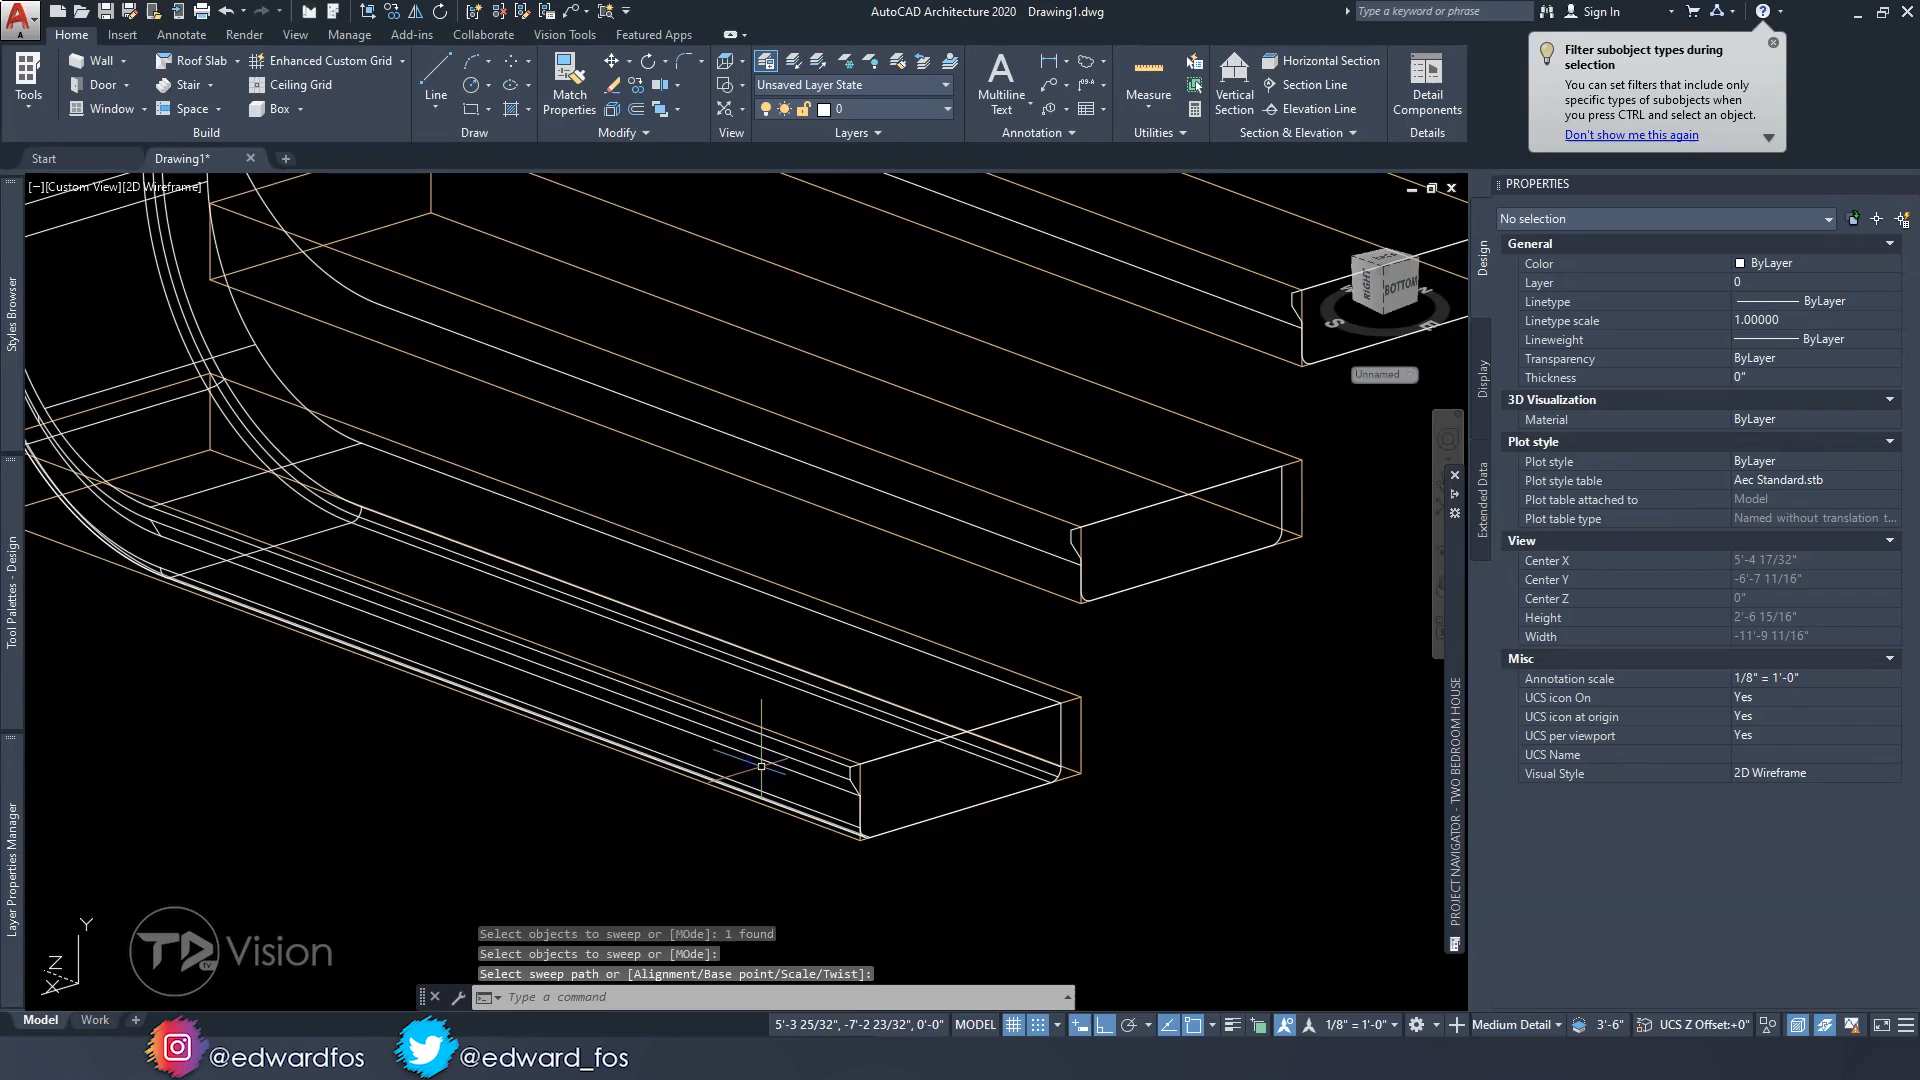 AutoCAD Architecture 2020 Drawing1.dwg
Type a keyword or phrase
Sign In
Home Insert Annotate Render View Manage Add-ins Collaborate Vision Tools Featured Apps
Tools
Wall
Door
Window
Roof Slab
Stair
Space
Enhanced Custom Grid
Ceiling Grid
Box
Build
Line
Draw
Match Properties
Modify
View
Unsaved Layer State
0
Layers
Multiline Text
Annotation
Measure
Utilities
Vertical Section
Horizontal Section
Section Line
Elevation Line
Section & Elevation
Detail Components
Details
Filter subobject types during
selection
You can set filters that include only
specific types of subobjects when
you press CTRL and select an object.
Don't show me this again
Start
Drawing1*
[−][Custom View][2D Wireframe]
Styles Browser
Tool Palettes - Design
Layer Properties Manager
RIGHT
BOTTOM
S
E
Unnamed
PROJECT NAVIGATOR - TWO BEDROOM HOUSE
Design
Display
Extended Data
PROPERTIES
No selection
General
Color ByLayer
Layer 0
Linetype ByLayer
Linetype scale 1.00000
Lineweight ByLayer
Transparency ByLayer
Thickness 0"
3D Visualization
Material ByLayer
Plot style
Plot style ByLayer
Plot style table Aec Standard.stb
Plot table attached to Model
Plot table type Named without translation t...
View
Center X 5'-4 17/32"
Center Y -6'-7 11/16"
Center Z 0"
Height 2'-6 15/16"
Width -11'-9 11/16"
Misc
Annotation scale 1/8" = 1'-0"
UCS icon On Yes
UCS icon at origin Yes
UCS per viewport Yes
UCS Name
Visual Style 2D Wireframe
Y
Z
X
TD TV Vision
Select objects to sweep or [MOde]: 1 found
Select objects to sweep or [MOde]:
Select sweep path or [Alignment/Base point/Scale/Twist]:
Type a command
Model Work
5'-3 25/32", -7'-2 23/32", 0'-0" MODEL
1/8" = 1'-0"
Medium Detail
3'-6"
UCS Z Offset:+0"
@edwardfos
@edward_fos